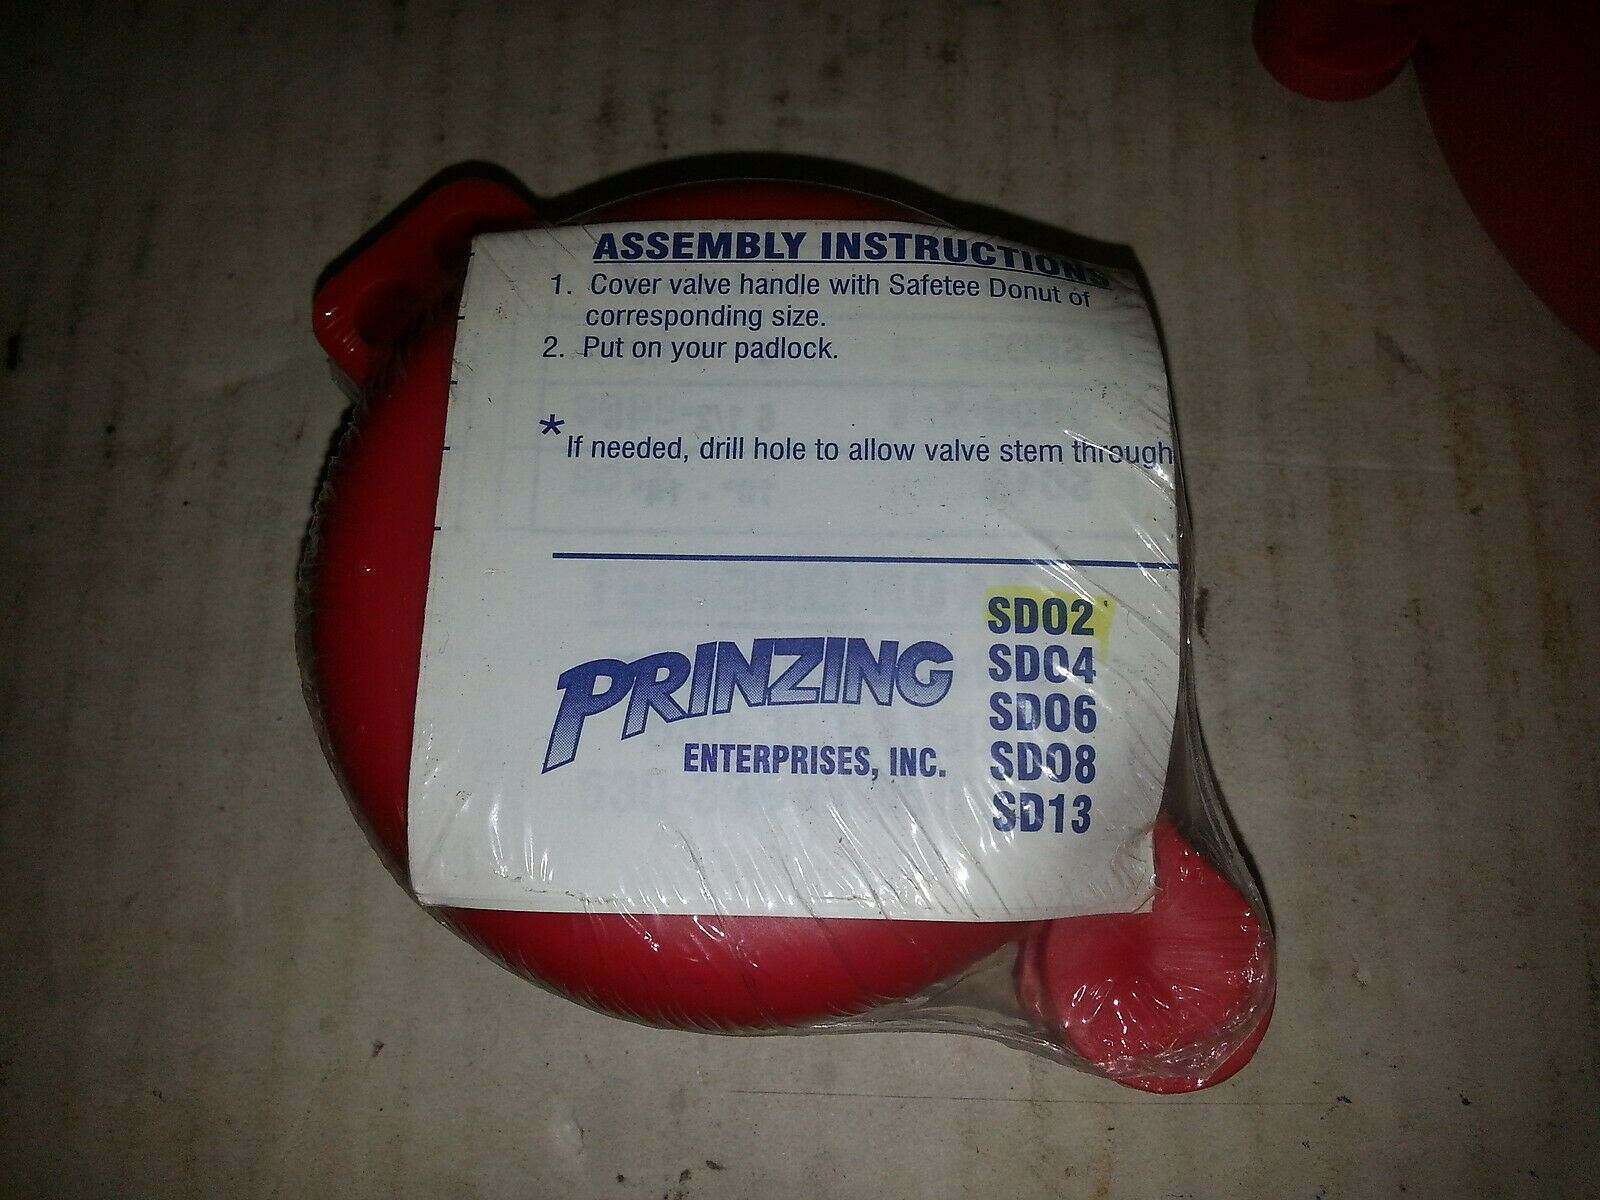 ASSEMBLY INSTRUCTIONS
1. Cover valve handle with Safetee Donut of
corresponding size.
2. Put on your padlock.
* If needed, drill hole to allow valve stem through
PRINZING
ENTERPRISES, INC.
SD02
SD04
SD06
SD08
SD13